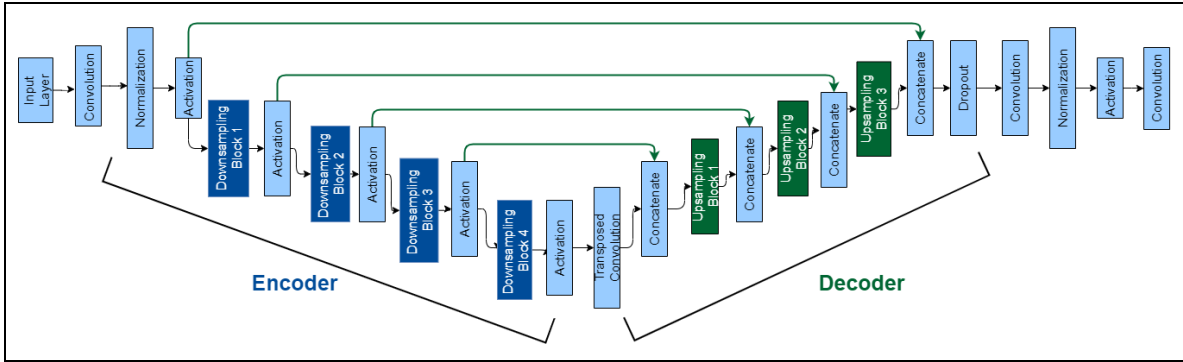 Input
Layer
Convolution
Normalization
Activation
Downsampling
Block 1
Activation
Downsampling
Block 2
Activation
Downsampling
Block 3
Activation
Downsampling
Block 4
Activation
Transposed
Convolution
Concatenate
Upsampling
Block 1
Concatenate
Upsampling
Block 2
Concatenate
Upsampling
Block 3
Concatenate
Dropout
Convolution
Normalization
Activation
Convolution
Encoder
Decoder